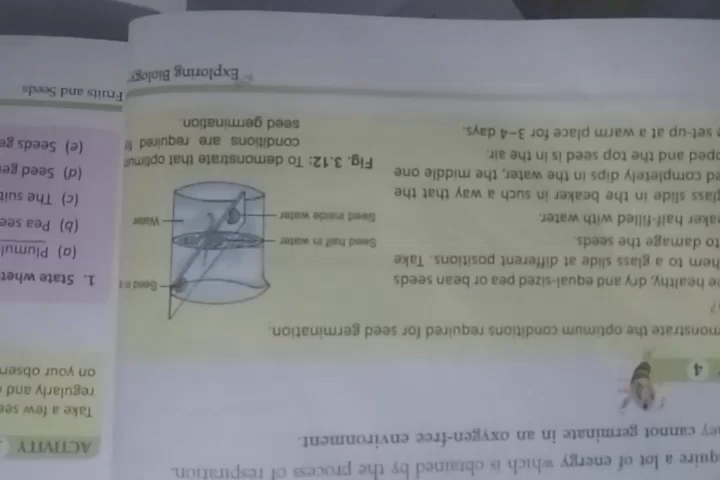 quire a lot of energy which is obtained by the process of respiration.
ey cannot germinate in an oxygen-free environment.
4
monstrate the optimum conditions required for seed germination.
?
e healthy, dry and equal-sized pea or bean seeds
hem to a glass slide at different positions. Take
to damage the seeds.
aker half-filled with water.
glass slide in the beaker in such a way that the
ed completely dips in the water, the middle one
ped and the top seed is in the air.
e set-up at a warm place for 3–4 days.
Seed in a
Seed half in water
Seed inside water
Water
Fig. 3.12: To demonstrate that optimum
conditions are required f
seed germination.
Exploring Biology
ACTIVITY
Take a few see
regularly and
on your observ
1. State whet
(a) Plumul
(b) Pea see
(c) The suit
(d) Seed ger
(e) Seeds ge
Fruits and Seeds